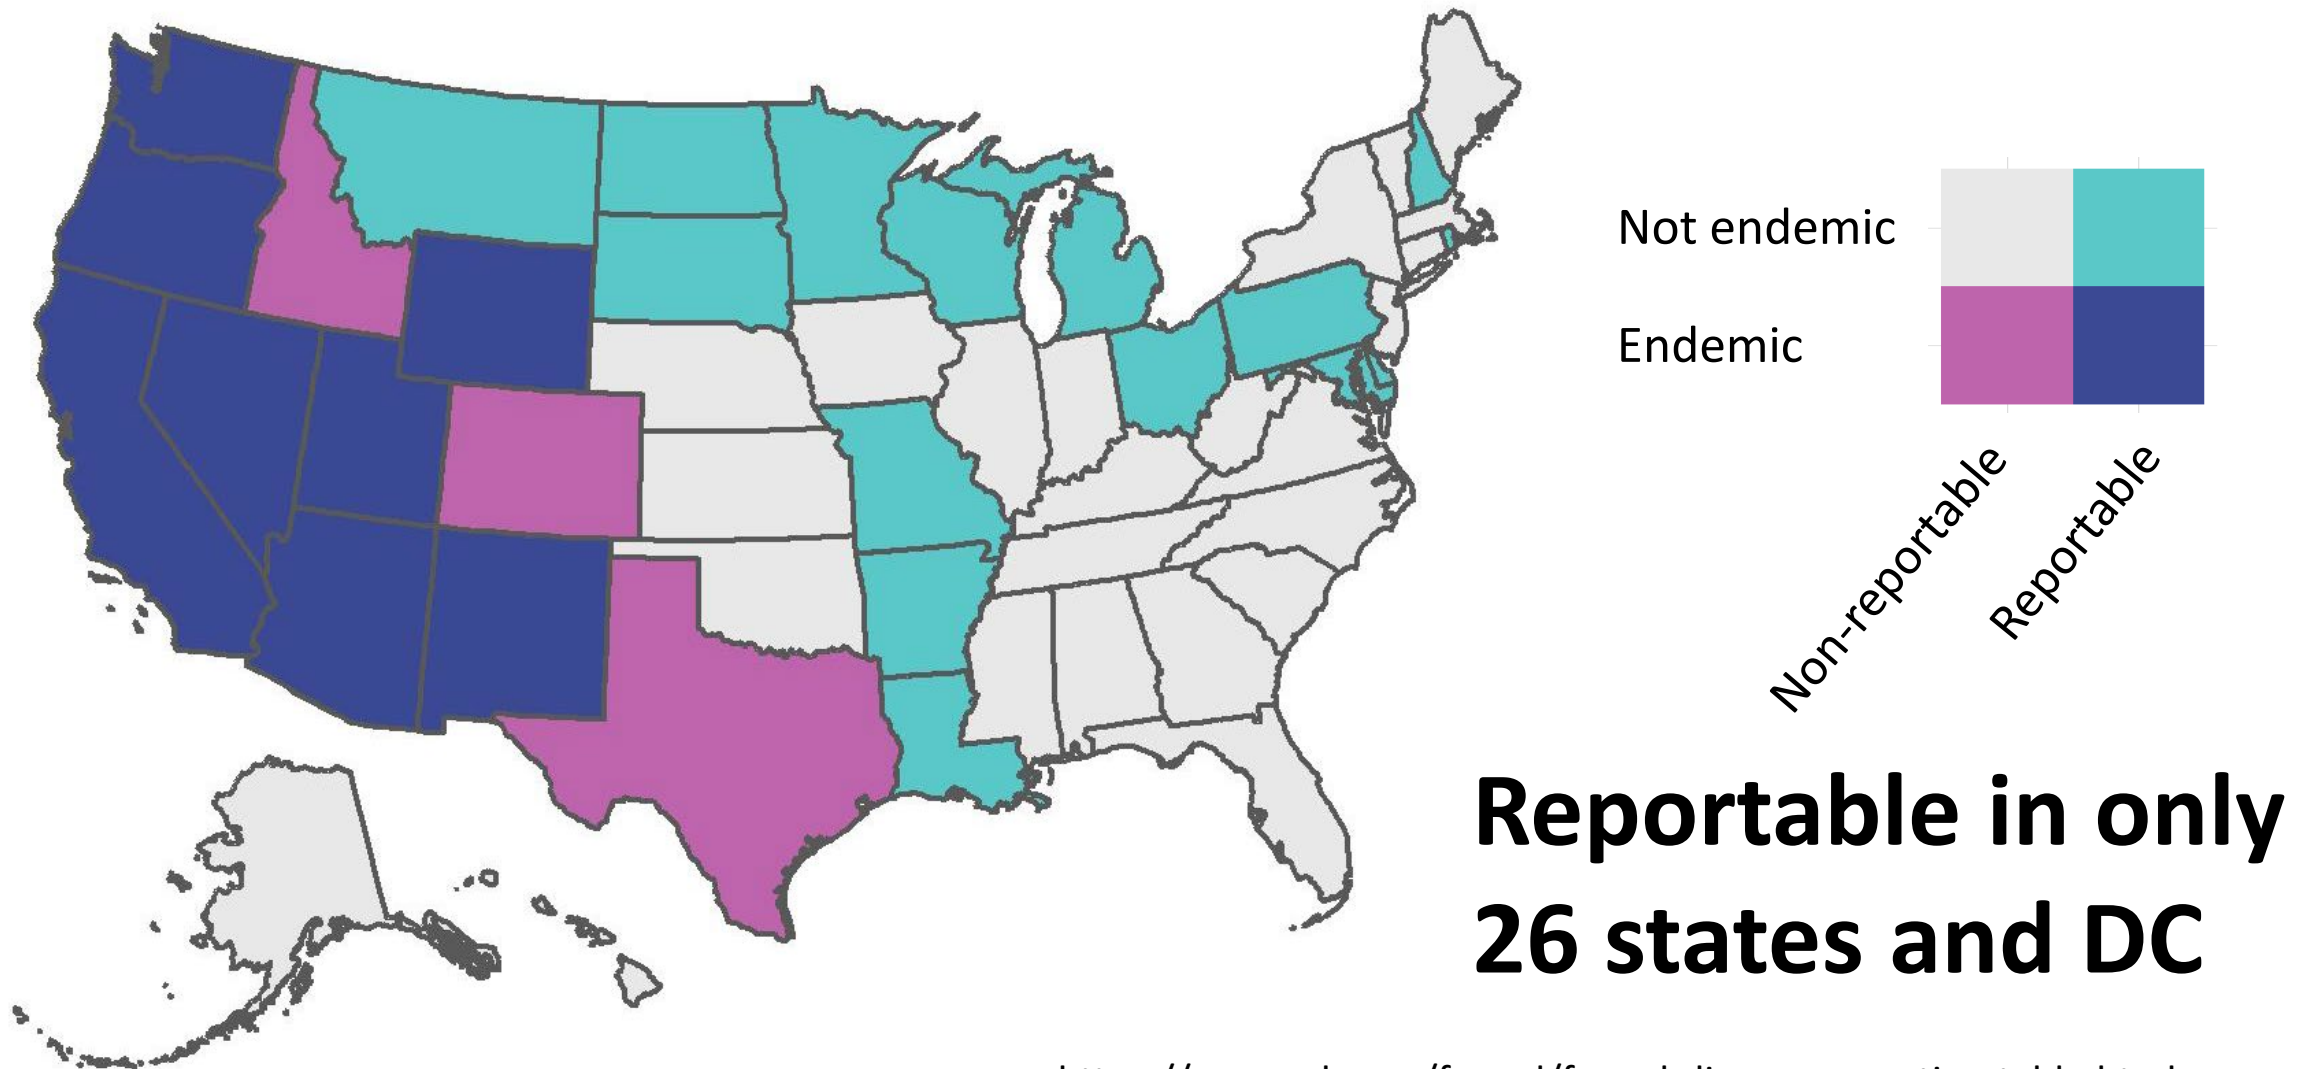 Not endemic
Endemic
Non-reportable
Reportable
Reportable in only
26 states and DC